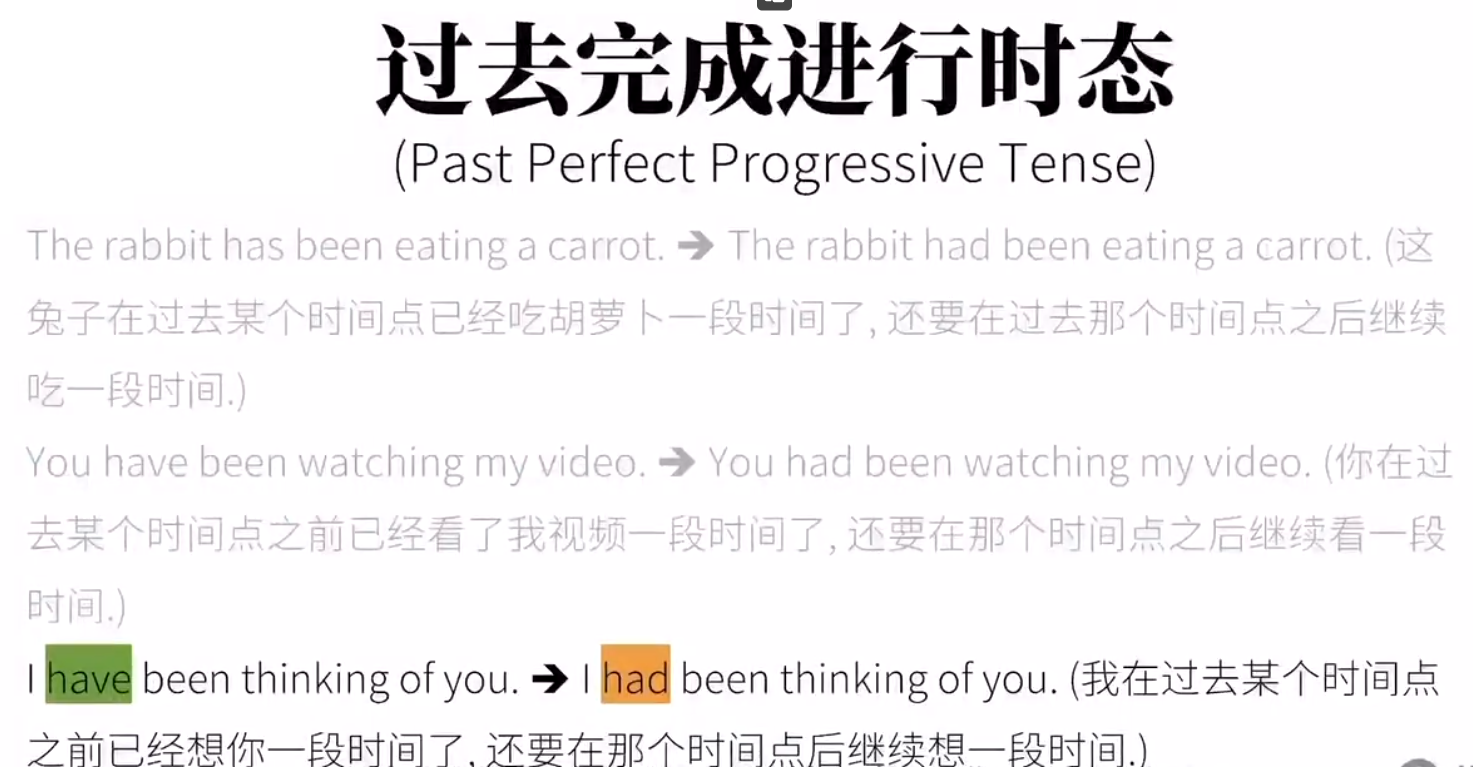 过去完成进行时态
(Past Perfect Progressive Tense)
The rabbit has been eating a carrot. ➔ The rabbit had been eating a carrot. (这
兔子在过去某个时间点已经吃胡萝卜一段时间了, 还要在过去那个时间点之后继续
吃一段时间.)
You have been watching my video. ➔ You had been watching my video. (你在过
去某个时间点之前已经看了我视频一段时间了, 还要在那个时间点之后继续看一段
时间.)
I have been thinking of you. ➔ I had been thinking of you. (我在过去某个时间点
之前已经想你一段时间了, 还要在那个时间点后继续想一段时间.)